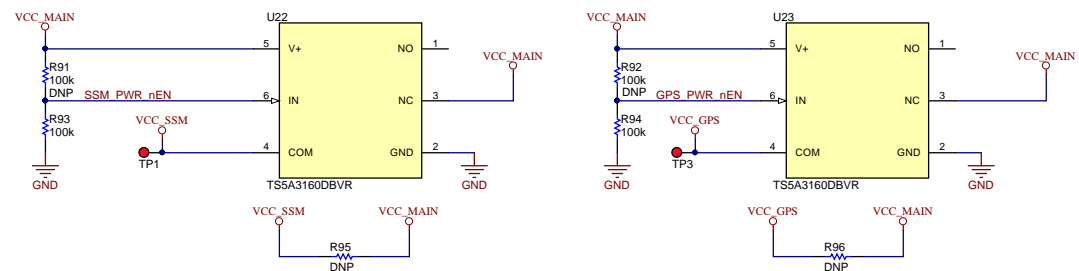 VCC_MAIN
U22
5 V+ NO 1
VCC_MAIN
R91
100k
DNP
SSM_PWR_nEN
6 IN NC 3
R93
100k
VCC_SSM
4 COM GND 2
TP1
GND
GND
TS5A3160DBVR
VCC_SSM
VCC_MAIN
R95
DNP
VCC_MAIN
U23
5 V+ NO 1
VCC_MAIN
R92
100k
DNP
GPS_PWR_nEN
6 IN NC 3
R94
100k
VCC_GPS
4 COM GND 2
TP3
GND
GND
TS5A3160DBVR
VCC_GPS
VCC_MAIN
R96
DNP